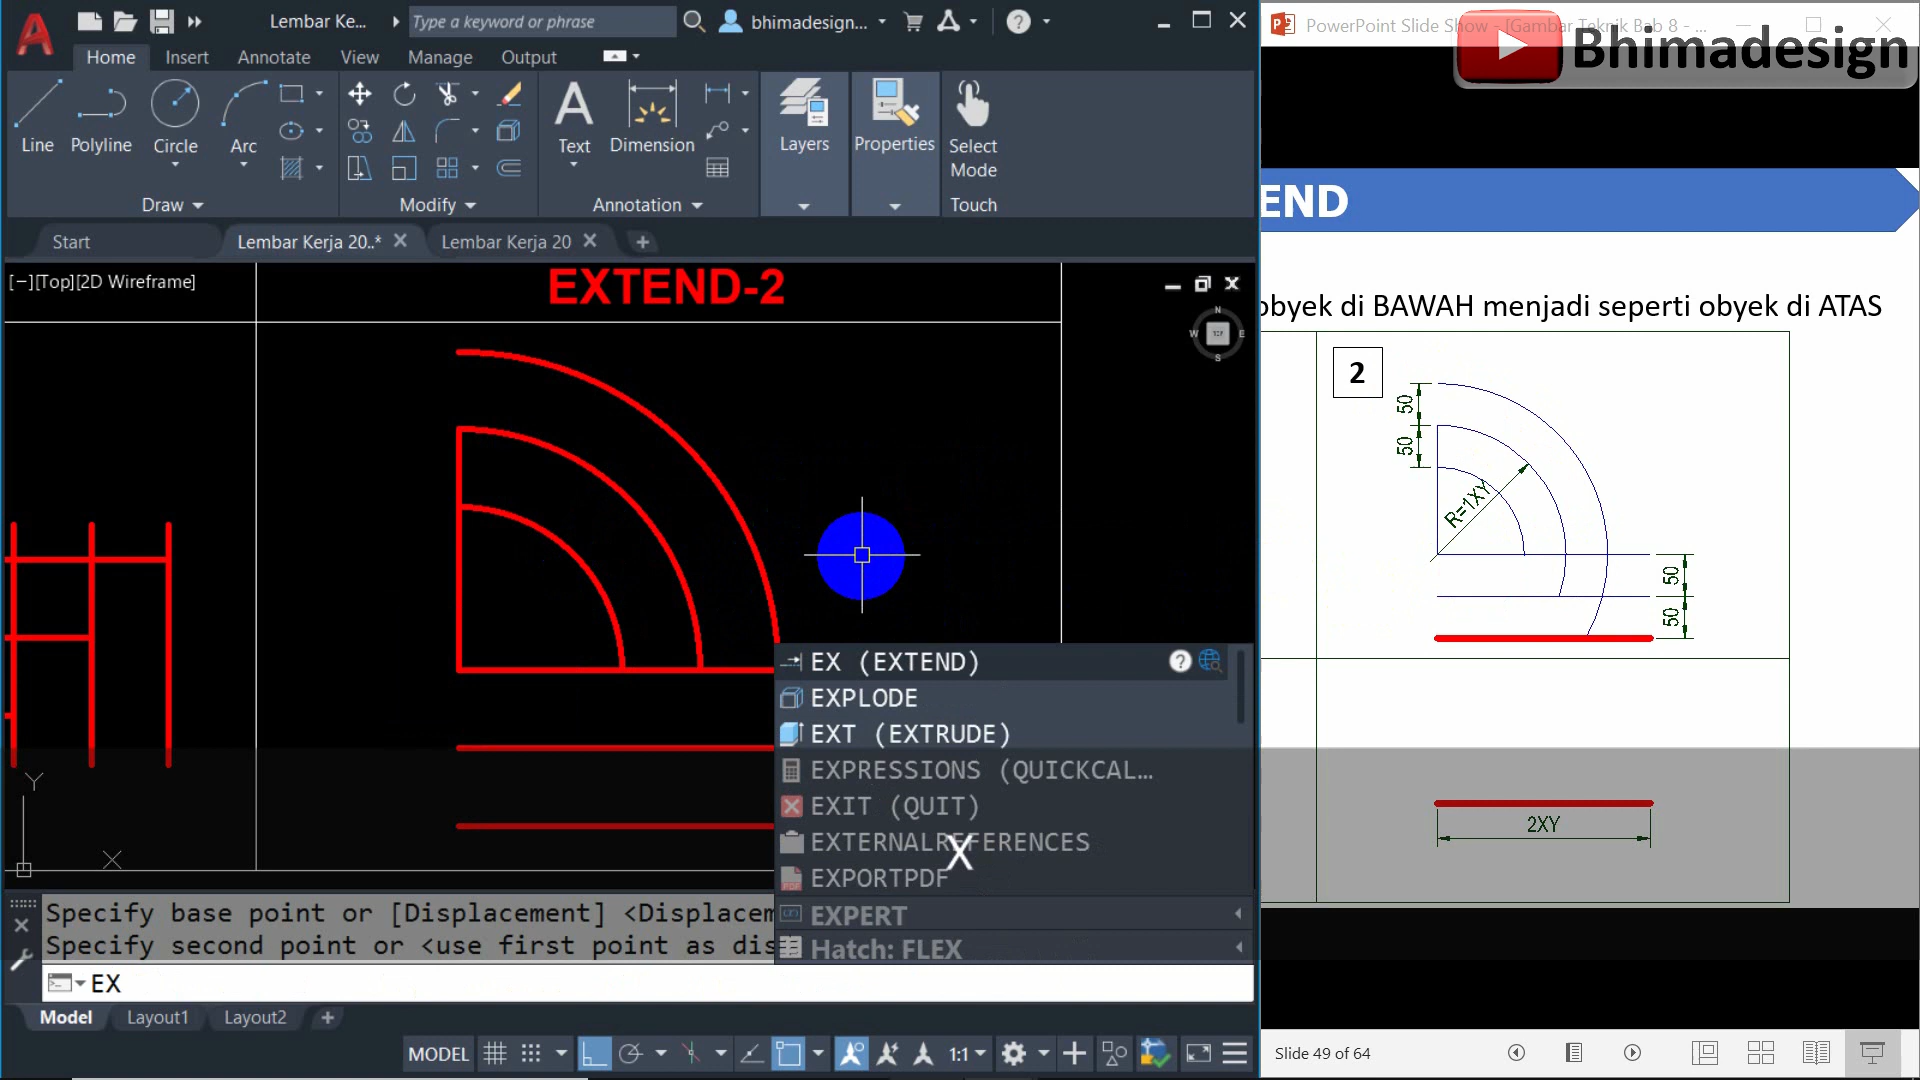 Lembar Ke...
Type a keyword or phrase
bhimadesign...
Home
Insert
Annotate
View
Manage
Output
Line
Polyline
Circle
Arc
Text
Dimension
Layers
Properties
Select
Mode
Draw
Modify
Annotation
Touch
Start
Lembar Kerja 20..*
Lembar Kerja 20
[−][Top][2D Wireframe]
EXTEND-2
N
W
TOP
E
S
Y
X
EX (EXTEND)
EXPLODE
EXT (EXTRUDE)
EXPRESSIONS (QUICKCAL...
EXIT (QUIT)
EXTERNALREFERENCES
EXPORTPDF
EXPERT
Hatch: FLEX
X
Specify base point or [Displacement] <Displacem
Specify second point or <use first point as dis
EX
Model
Layout1
Layout2
MODEL
1:1
PowerPoint Slide Show - [Gambar Teknik Bab 8 - ...
Bhimadesign
END
obyek di BAWAH menjadi seperti obyek di ATAS
2
50
50
R=1XY
50
50
2XY
Slide 49 of 64